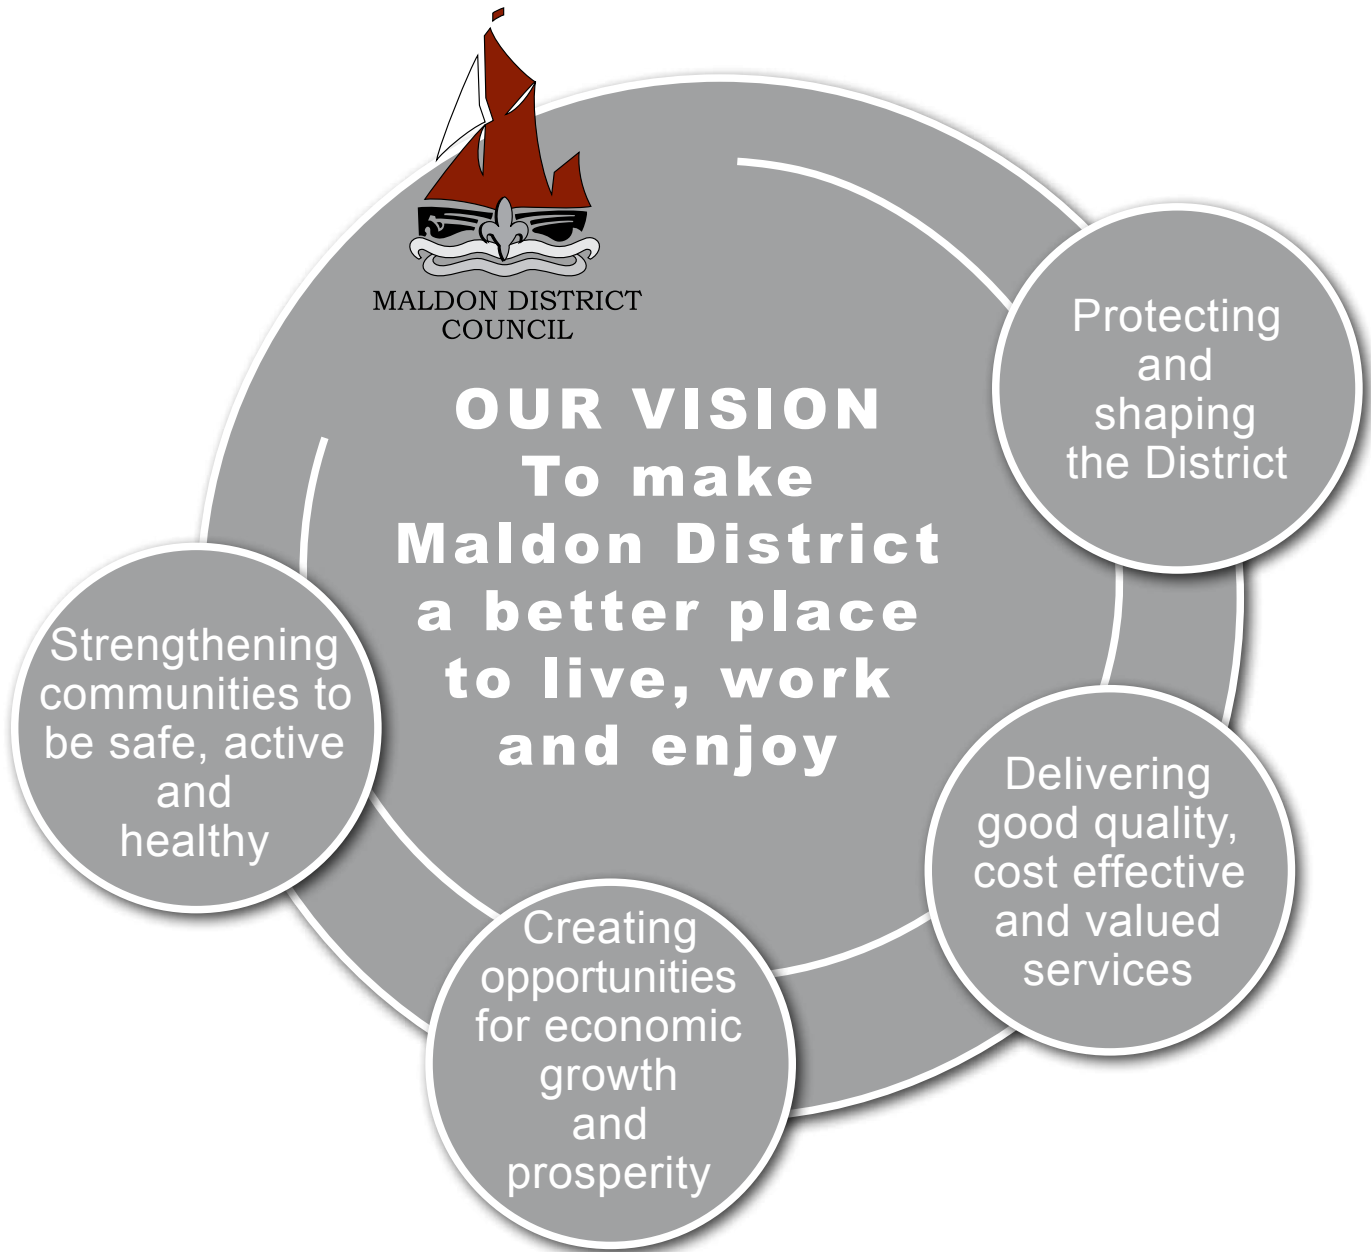 MALDON DISTRICT
COUNCIL
OUR VISION
To make
Maldon District
a better place
to live, work
and enjoy
Protecting
and
shaping
the District
Delivering
good quality,
cost effective
and valued
services
Creating
opportunities
for economic
growth
and
prosperity
Strengthening
communities to
be safe, active
and
healthy